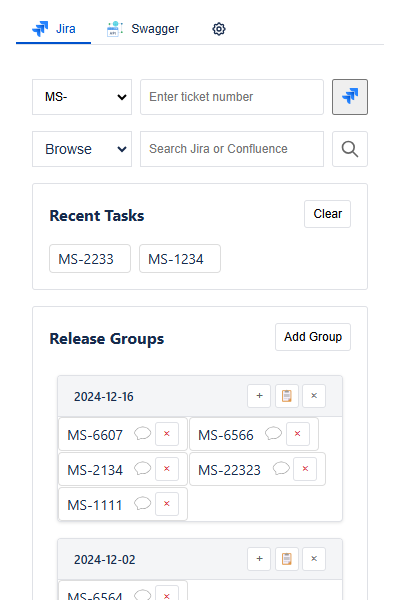 Jira Swagger
MS- Enter ticket number
Browse Search Jira or Confluence
Recent Tasks Clear
MS-2233 MS-1234
Release Groups Add Group
2024-12-16 + ×
MS-6607 × MS-6566 ×
MS-2134 × MS-22323 ×
MS-1111 ×
2024-12-02 + ×
MS-6564 ×